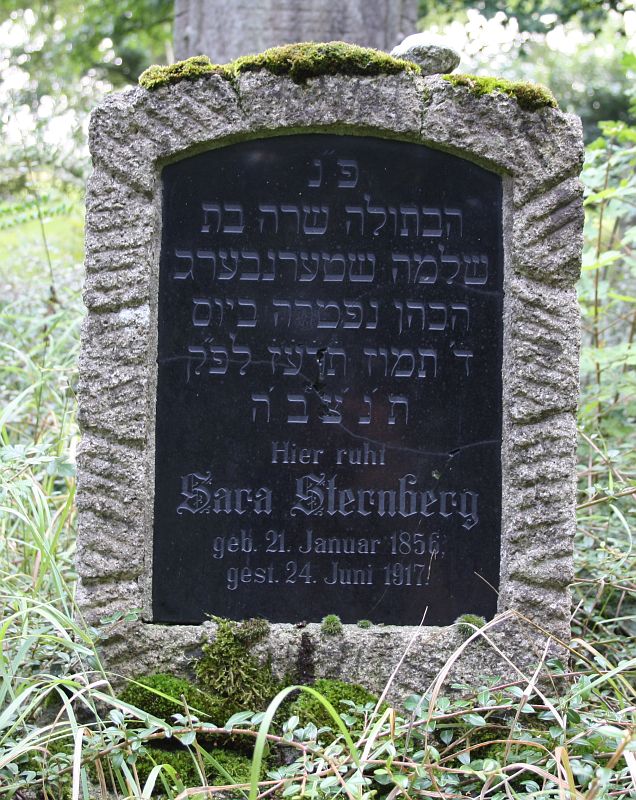 פ״נ
הבתולה שרה בת
שלמה שטערנבערג
הכהן נפטרה ביום
ד׳ תמוז תרעז לפ״ק
ת׳ נ׳ צ׳ ב׳ ה׳
Hier ruht
Sara Sternberg
geb. 21. Januar 1856,
gest. 24. Juni 1917.